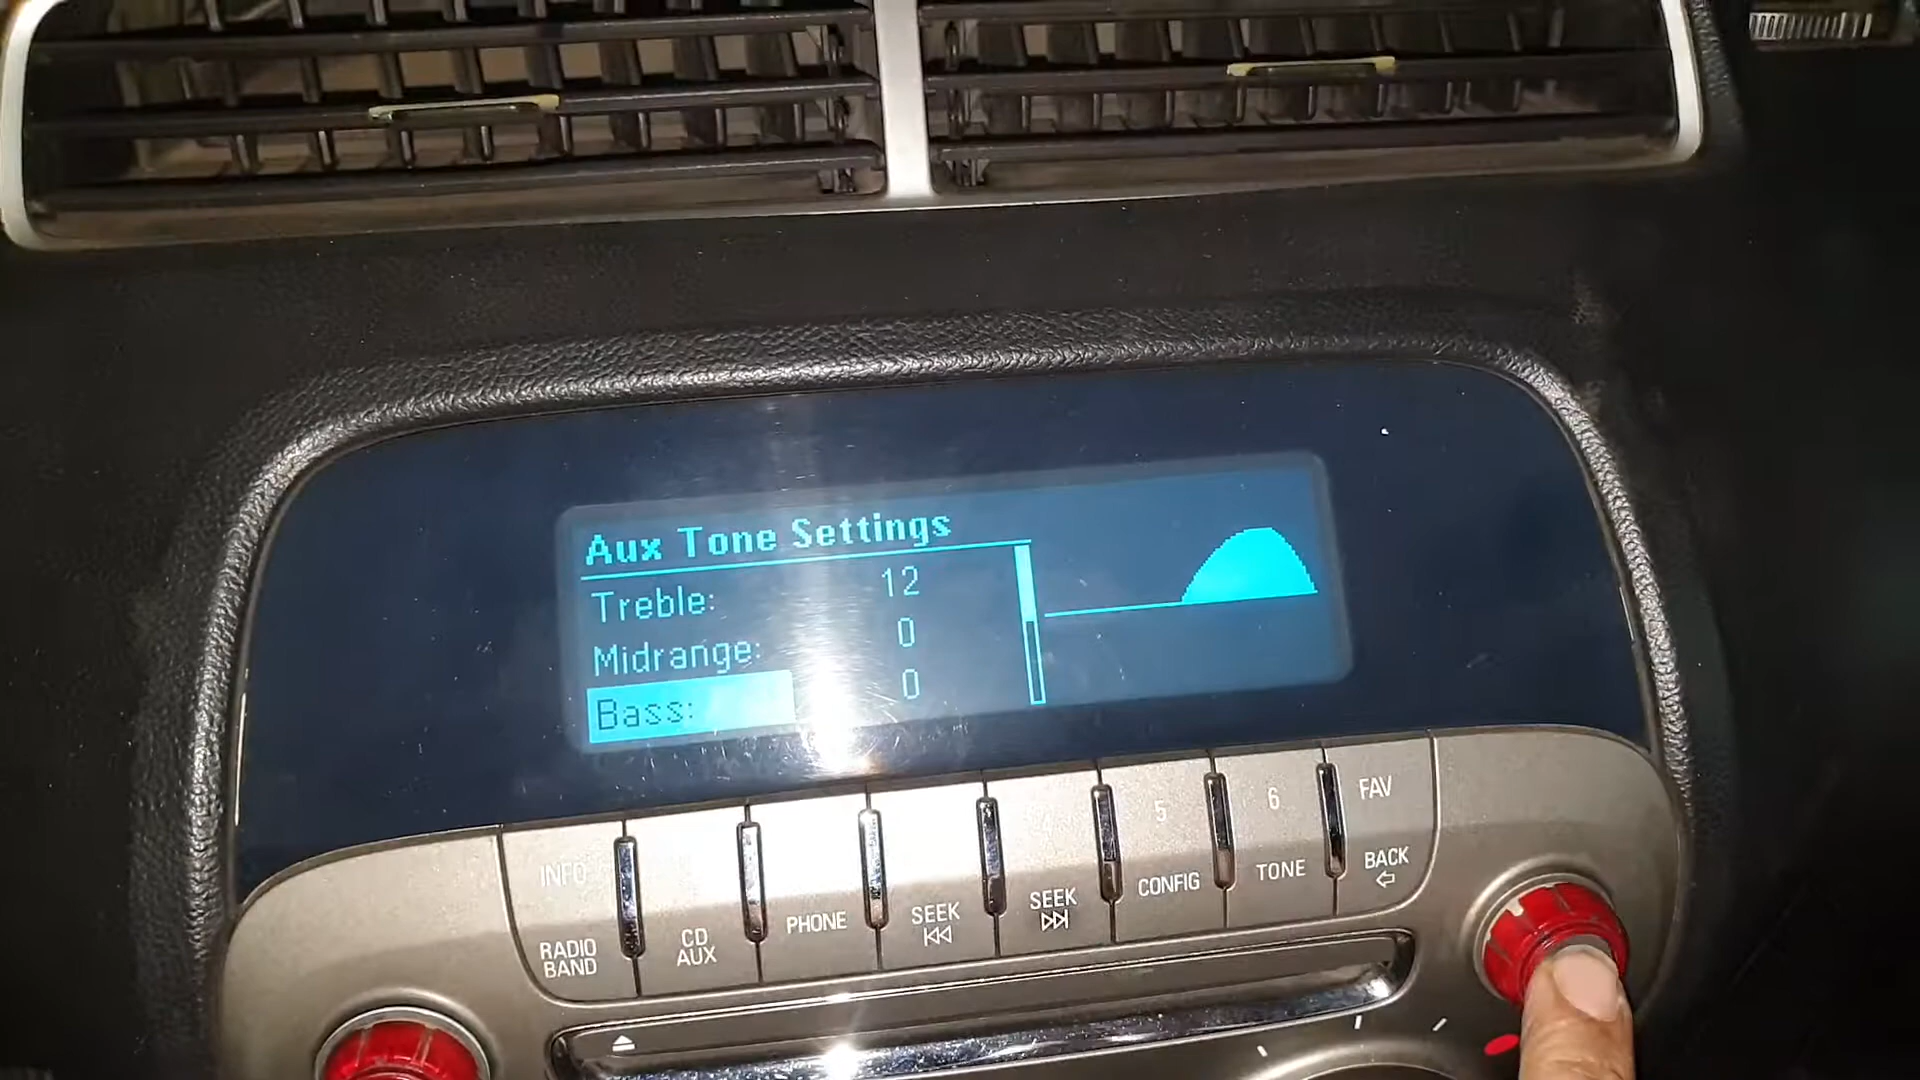 Aux Tone Settings
Treble: 12
Midrange: 0
Bass: 0
INFO
5
6
FAV
RADIO
BAND
CD
AUX
PHONE
SEEK
SEEK
CONFIG
TONE
BACK